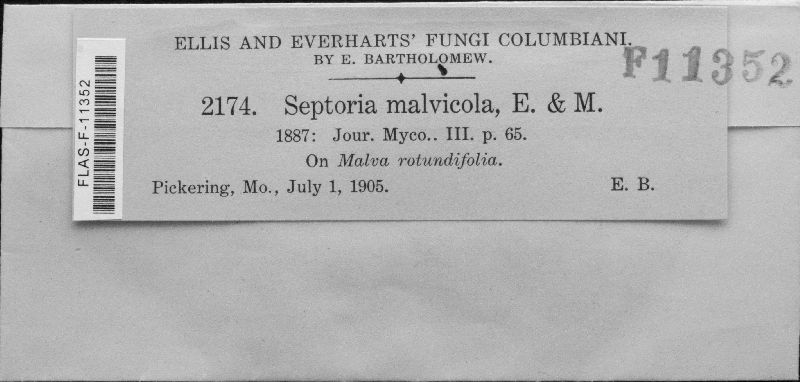 ELLIS AND EVERHARTS' FUNGI COLUMBIANI.
BY E. BARTHOLOMEW.
F11352
2174. Septoria malvicola, E. & M.
1887: Jour. Myco.. III. p. 65.
On Malva rotundifolia.
Pickering, Mo., July 1, 1905. E. B.
FLAS-F-11352